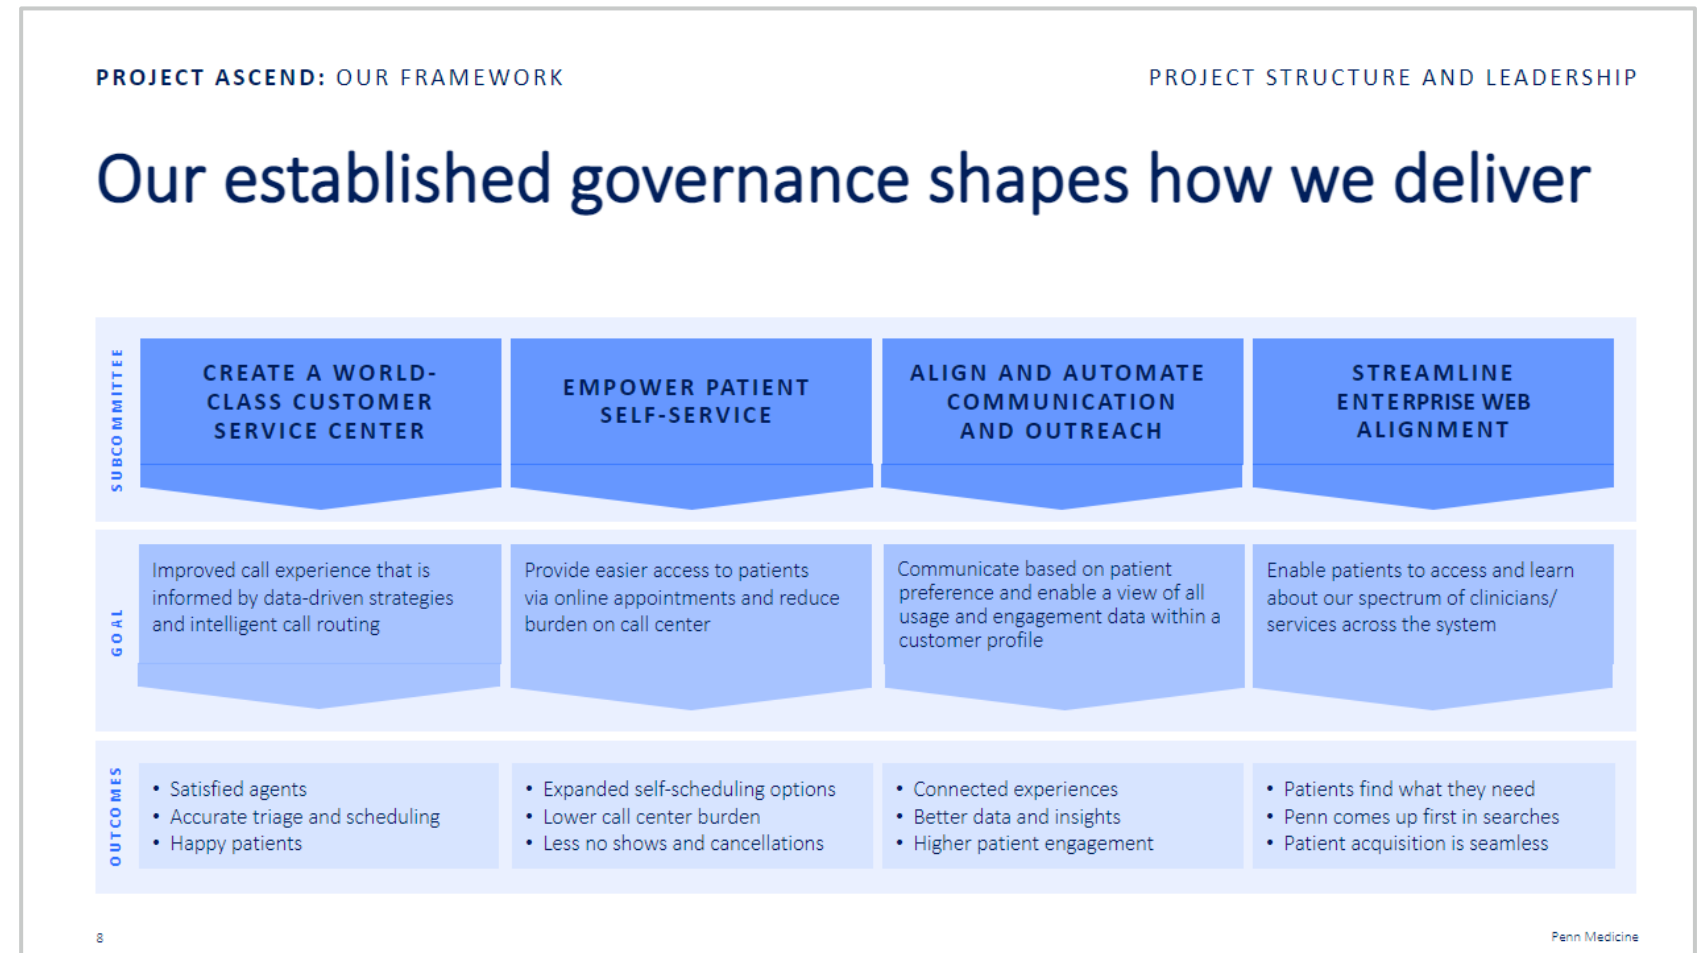 PROJECT ASCEND: OUR FRAMEWORK
PROJECT STRUCTURE AND LEADERSHIP
Our established governance shapes how we deliver
SUBCOMMITTEE
CREATE A WORLD-
CLASS CUSTOMER
SERVICE CENTER
EMPOWER PATIENT
SELF-SERVICE
ALIGN AND AUTOMATE
COMMUNICATION
AND OUTREACH
STREAMLINE
ENTERPRISE WEB
ALIGNMENT
GOAL
Improved call experience that is
informed by data-driven strategies
and intelligent call routing
Provide easier access to patients
via online appointments and reduce
burden on call center
Communicate based on patient
preference and enable a view of all
usage and engagement data within a
customer profile
Enable patients to access and learn
about our spectrum of clinicians/
services across the system
OUTCOMES
• Satisfied agents
• Accurate triage and scheduling
• Happy patients
• Expanded self-scheduling options
• Lower call center burden
• Less no shows and cancellations
• Connected experiences
• Better data and insights
• Higher patient engagement
• Patients find what they need
• Penn comes up first in searches
• Patient acquisition is seamless
8
Penn Medicine